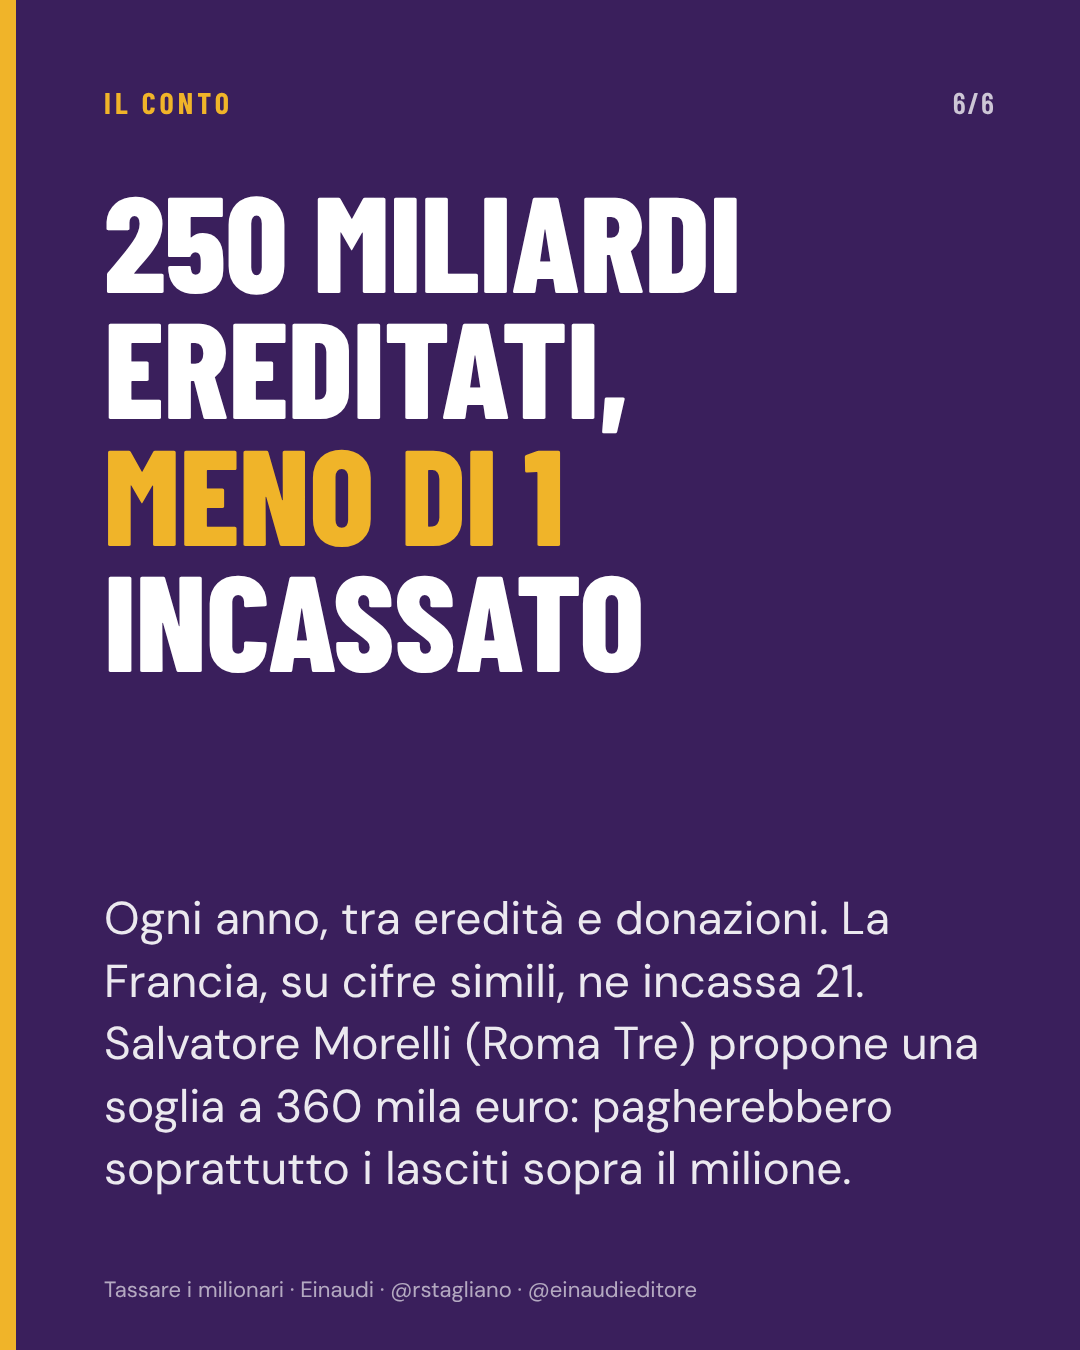 IL CONTO
6/6
250 MILIARDI
EREDITATI,
MENO DI 1
INCASSATO
Ogni anno, tra eredità e donazioni. La
Francia, su cifre simili, ne incassa 21.
Salvatore Morelli (Roma Tre) propone una
soglia a 360 mila euro: pagherebbero
soprattutto i lasciti sopra il milione.
Tassare i milionari · Einaudi · @rstagliano · @einaudieditore